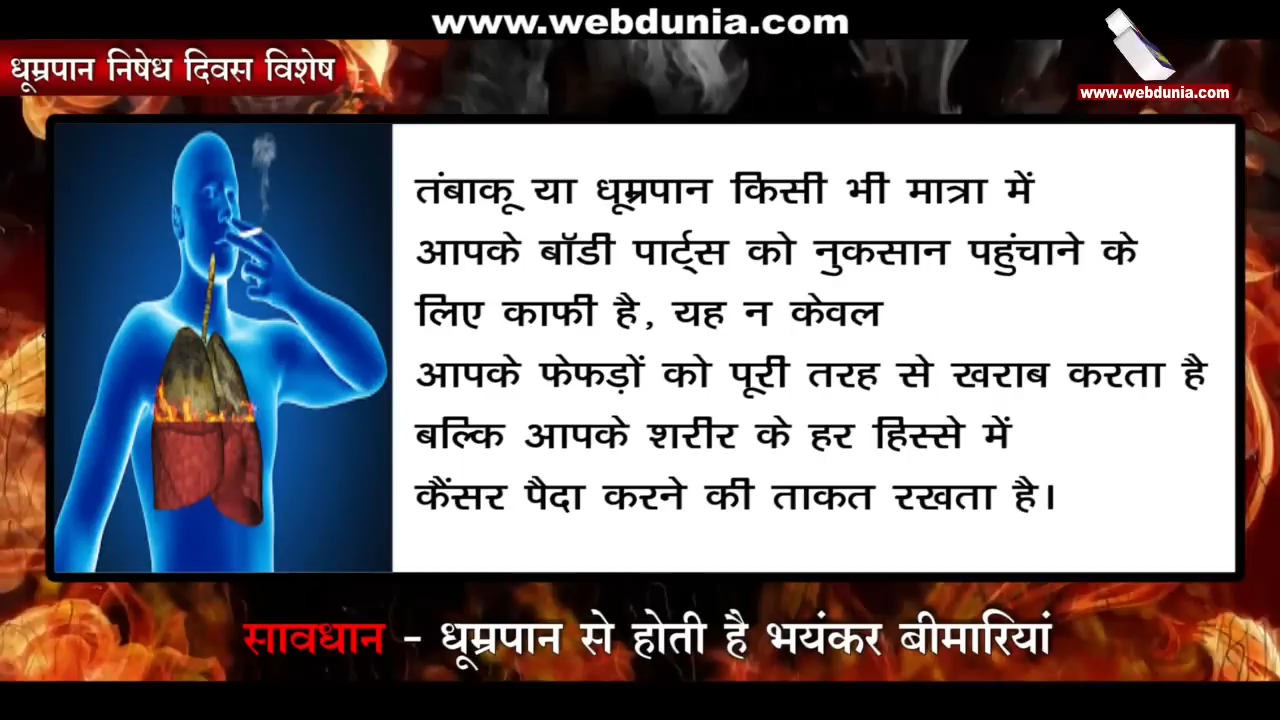 www.webdunia.com
धूम्रपान निषेध दिवस विशेष
www.webdunia.com
तंबाकू या धूम्रपान किसी भी मात्रा में
आपके बॉडी पार्ट्स को नुकसान पहुंचाने के
लिए काफी है, यह न केवल
आपके फेफड़ों को पूरी तरह से खराब करता है
बल्कि आपके शरीर के हर हिस्से में
कैंसर पैदा करने की ताकत रखता है।
सावधान - धूम्रपान से होती है भयंकर बीमारियां